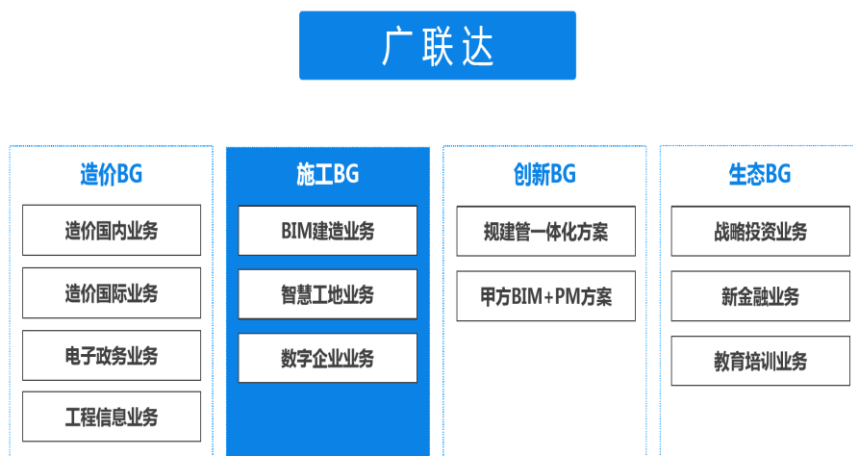 广联达
造价BG
造价国内业务
造价国际业务
电子政务业务
工程信息业务
施工BG
BIM建造业务
智慧工地业务
数字企业业务
创新BG
规建管一体化方案
甲方BIM+PM方案
生态BG
战略投资业务
新金融业务
教育培训业务